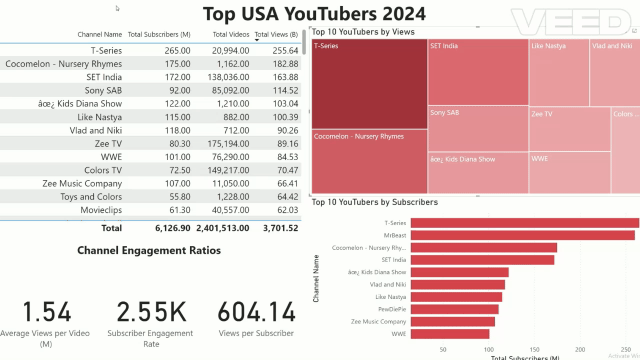 Top USA YouTubers 2024
VEED
Channel Name Total Subscribers (M) Total Videos Total Views (B)
T-Series 265.00 20,994.00 255.64
Cocomelon - Nursery Rhymes 175.00 1,162.00 182.88
SET India 172.00 138,036.00 163.88
Sony SAB 92.00 85,092.00 114.52
âœ¿ Kids Diana Show 122.00 1,210.00 103.04
Like Nastya 115.00 882.00 100.39
Vlad and Niki 118.00 712.00 90.26
Zee TV 80.30 175,194.00 89.16
WWE 101.00 76,290.00 84.53
Colors TV 72.50 149,217.00 70.47
Zee Music Company 107.00 11,050.00 66.41
Toys and Colors 55.80 1,228.00 64.42
Movieclips 61.30 40,557.00 62.03
Total 6,126.90 2,401,513.00 3,701.52
Channel Engagement Ratios
1.54
Average Views per Video
(M)
2.55K
Subscriber Engagement
Rate
604.14
Views per Subscriber
Top 10 YouTubers by Views
T-Series
Cocomelon - Nursery Rhymes
SET India
Sony SAB
âœ¿ Kids Diana Show
Like Nastya
Vlad and Niki
Zee TV
Colors ...
WWE
Top 10 YouTubers by Subscribers
Channel Name
T-Series
MrBeast
Cocomelon - Nursery Rhy...
SET India
âœ¿ Kids Diana Show
Vlad and Niki
Like Nastya
PewDiePie
Zee Music Company
WWE
50 100 150 200 250
Total Subscribers (M)
Activate Wi